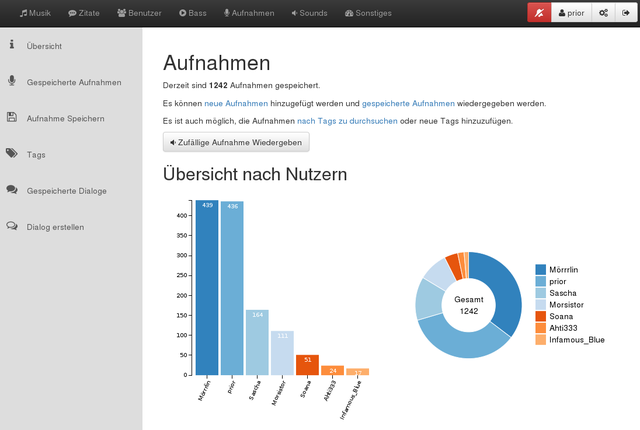 Musik Zitate Benutzer Bass Aufnahmen Sounds Sonstiges prior
Übersicht
Gespeicherte Aufnahmen
Aufnahme Speichern
Tags
Gespeicherte Dialoge
Dialog erstellen
Aufnahmen
Derzeit sind 1242 Aufnahmen gespeichert.
Es können neue Aufnahmen hinzugefügt werden und gespeicherte Aufnahmen wiedergegeben werden.
Es ist auch möglich, die Aufnahmen nach Tags zu durchsuchen oder neue Tags hinzuzufügen.
Zufällige Aufnahme Wiedergeben
Übersicht nach Nutzern
400
350
300
250
200
150
100
50
0
439 436 164 111 51 24
Mörrrlin prior Sascha Morsistor Soana Ahti333 Infamous_Blue
Gesamt
1242
Mörrrlin
prior
Sascha
Morsistor
Soana
Ahti333
Infamous_Blue